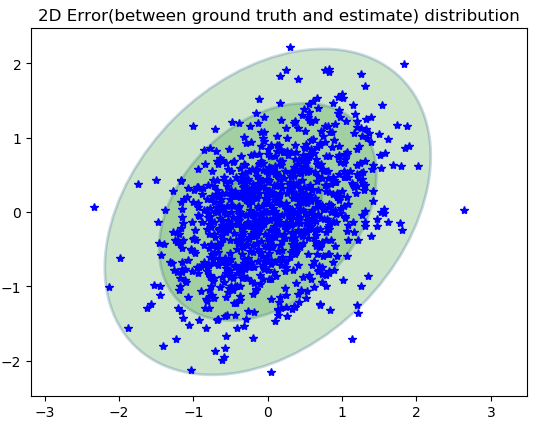 2D Error(between ground truth and estimate) distribution
2
1
0
−1
−2
−3 −2 −1 0 1 2 3